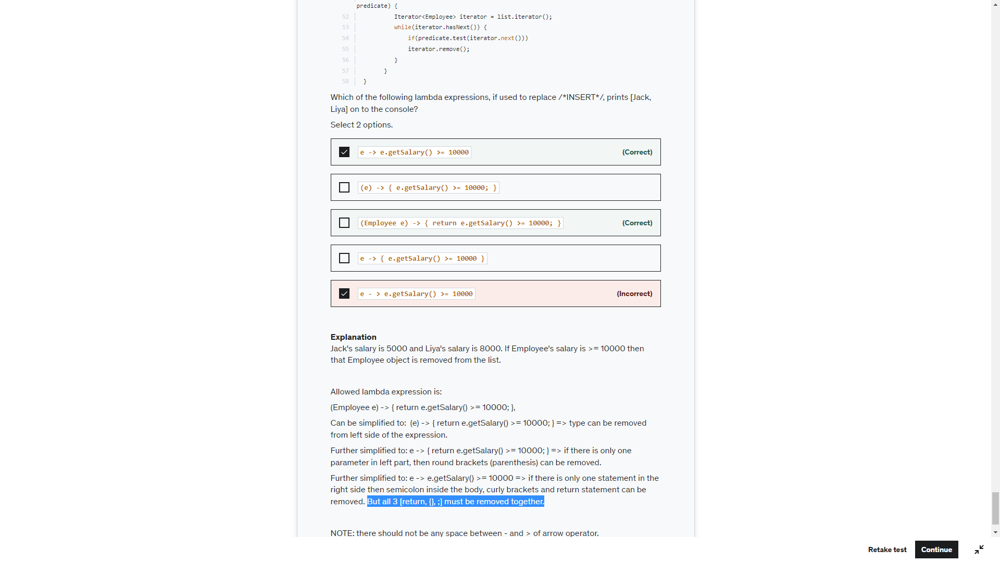 predicate) {
52 Iterator<Employee> iterator = list.iterator();
53 while(iterator.hasNext()) {
54 if(predicate.test(iterator.next()))
55 iterator.remove();
56 }
57 }
58 }
Which of the following lambda expressions, if used to replace /*INSERT*/, prints [Jack,
Liya] on to the console?
Select 2 options.
e -> e.getSalary() >= 10000 (Correct)
(e) -> { e.getSalary() >= 10000; }
(Employee e) -> { return e.getSalary() >= 10000; } (Correct)
e -> { e.getSalary() >= 10000 }
e - > e.getSalary() >= 10000 (Incorrect)
Explanation
Jack's salary is 5000 and Liya's salary is 8000. If Employee's salary is >= 10000 then
that Employee object is removed from the list.
Allowed lambda expression is:
(Employee e) -> { return e.getSalary() >= 10000; },
Can be simplified to:  (e) -> { return e.getSalary() >= 10000; } => type can be removed
from left side of the expression.
Further simplified to: e -> { return e.getSalary() >= 10000; } => if there is only one
parameter in left part, then round brackets (parenthesis) can be removed.
Further simplified to: e -> e.getSalary() >= 10000 => if there is only one statement in the
right side then semicolon inside the body, curly brackets and return statement can be
removed. But all 3 [return, {}, ;] must be removed together.
NOTE: there should not be any space between - and > of arrow operator.
Retake test
Continue